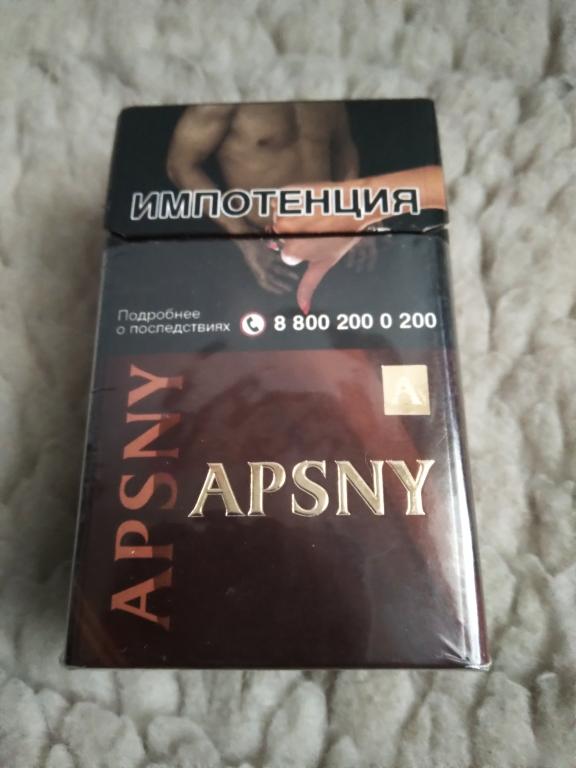 ИМПОТЕНЦИЯ
Подробнее
о последствиях
8 800 200 0 200
A
APSNY
APSNY